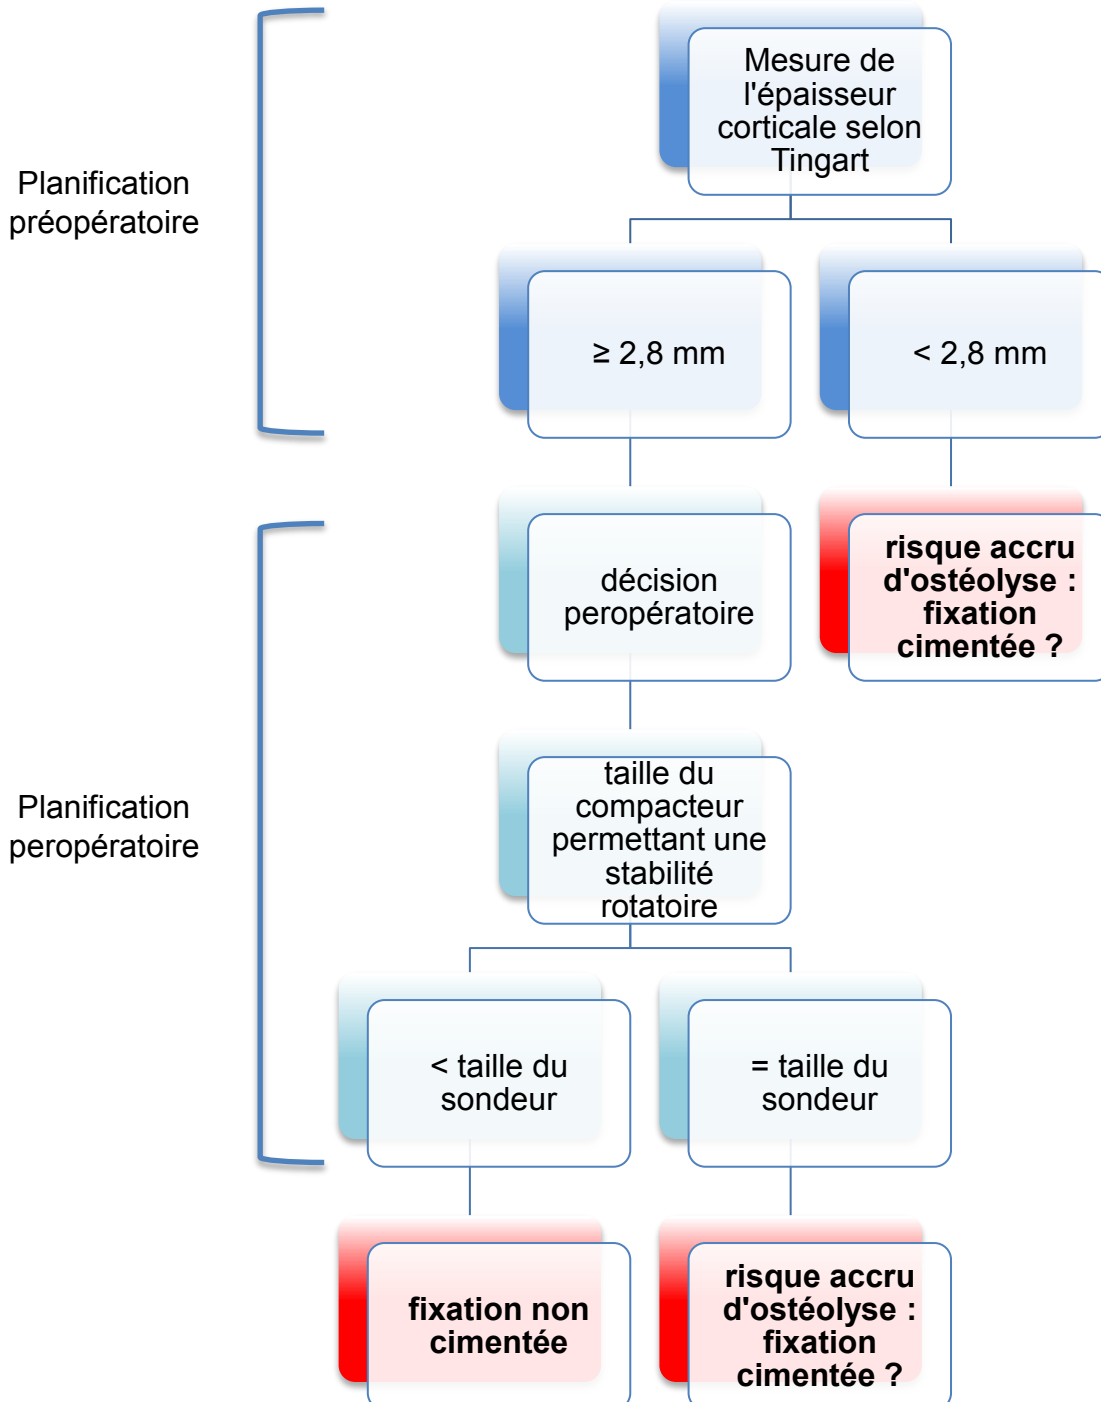 Mesure de
l'épaisseur
corticale selon
Tingart
Planification
préopératoire
≥ 2,8 mm
< 2,8 mm
décision
peropératoire
risque accru
d'ostéolyse :
fixation
cimentée ?
Planification
peropératoire
taille du
compacteur
permettant une
stabilité
rotatoire
< taille du
sondeur
= taille du
sondeur
fixation non
cimentée
risque accru
d'ostéolyse :
fixation
cimentée ?